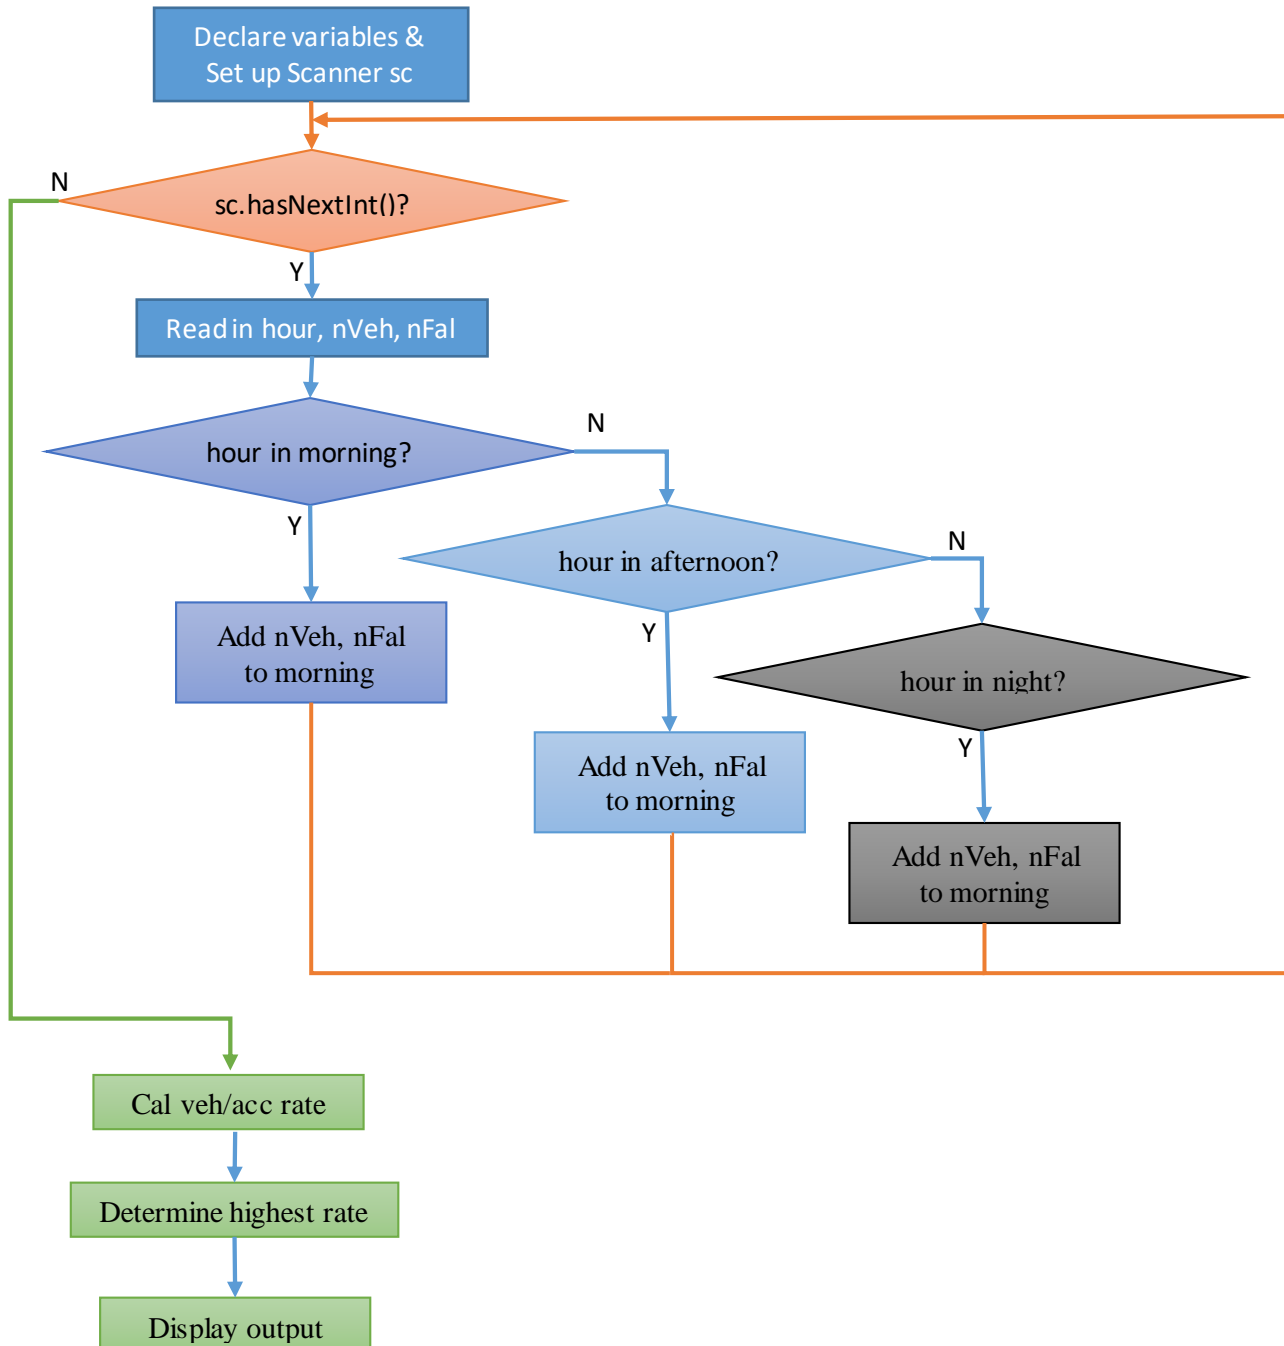 Declare variables &
Set up Scanner sc
N
sc.hasNextInt()?
Y
Read in hour, nVeh, nFal
hour in morning?
N
Y
hour in afternoon?
N
Add nVeh, nFal
to morning
Y
hour in night?
Y
Add nVeh, nFal
to morning
Add nVeh, nFal
to morning
Cal veh/acc rate
Determine highest rate
Display output